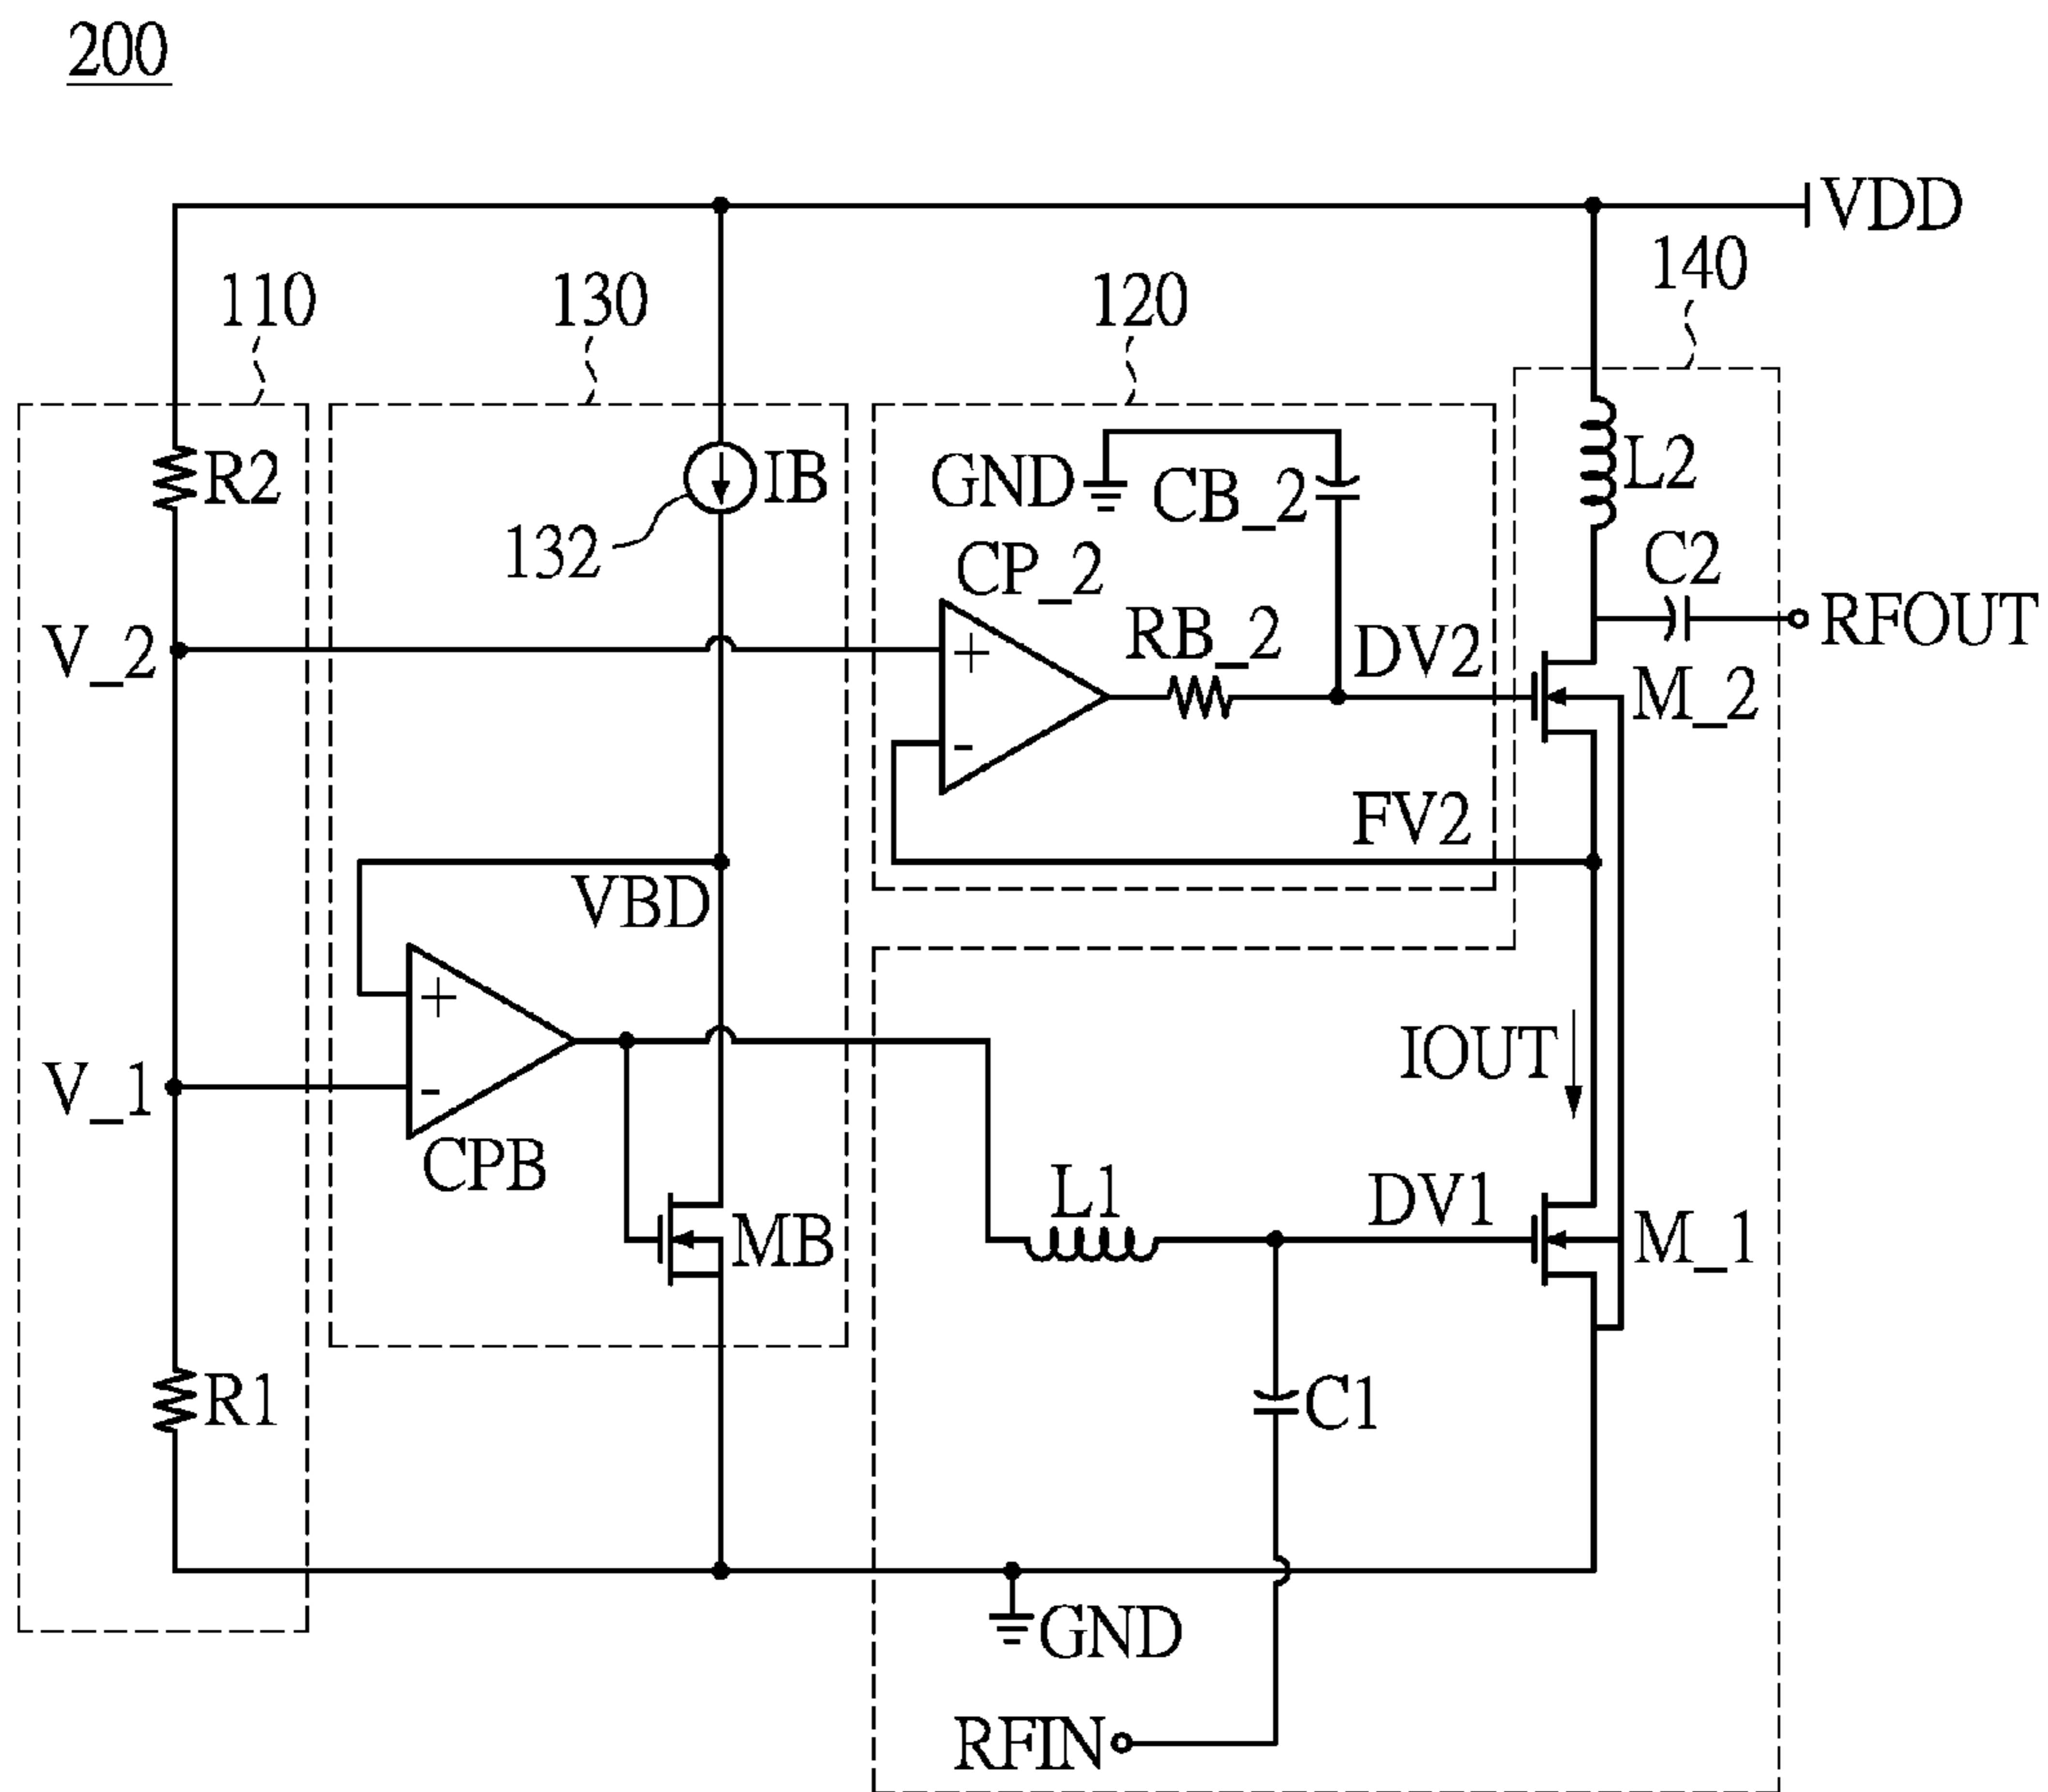 200
VDD
110
130
120
140
R2
IB
132
GND
CB_2
L2
CP_2
+
-
RB_2
DV2
C2
RFOUT
M_2
V_2
FV2
VBD
V_1
+
-
CPB
MB
IOUT
L1
DV1
M_1
R1
C1
GND
RFIN